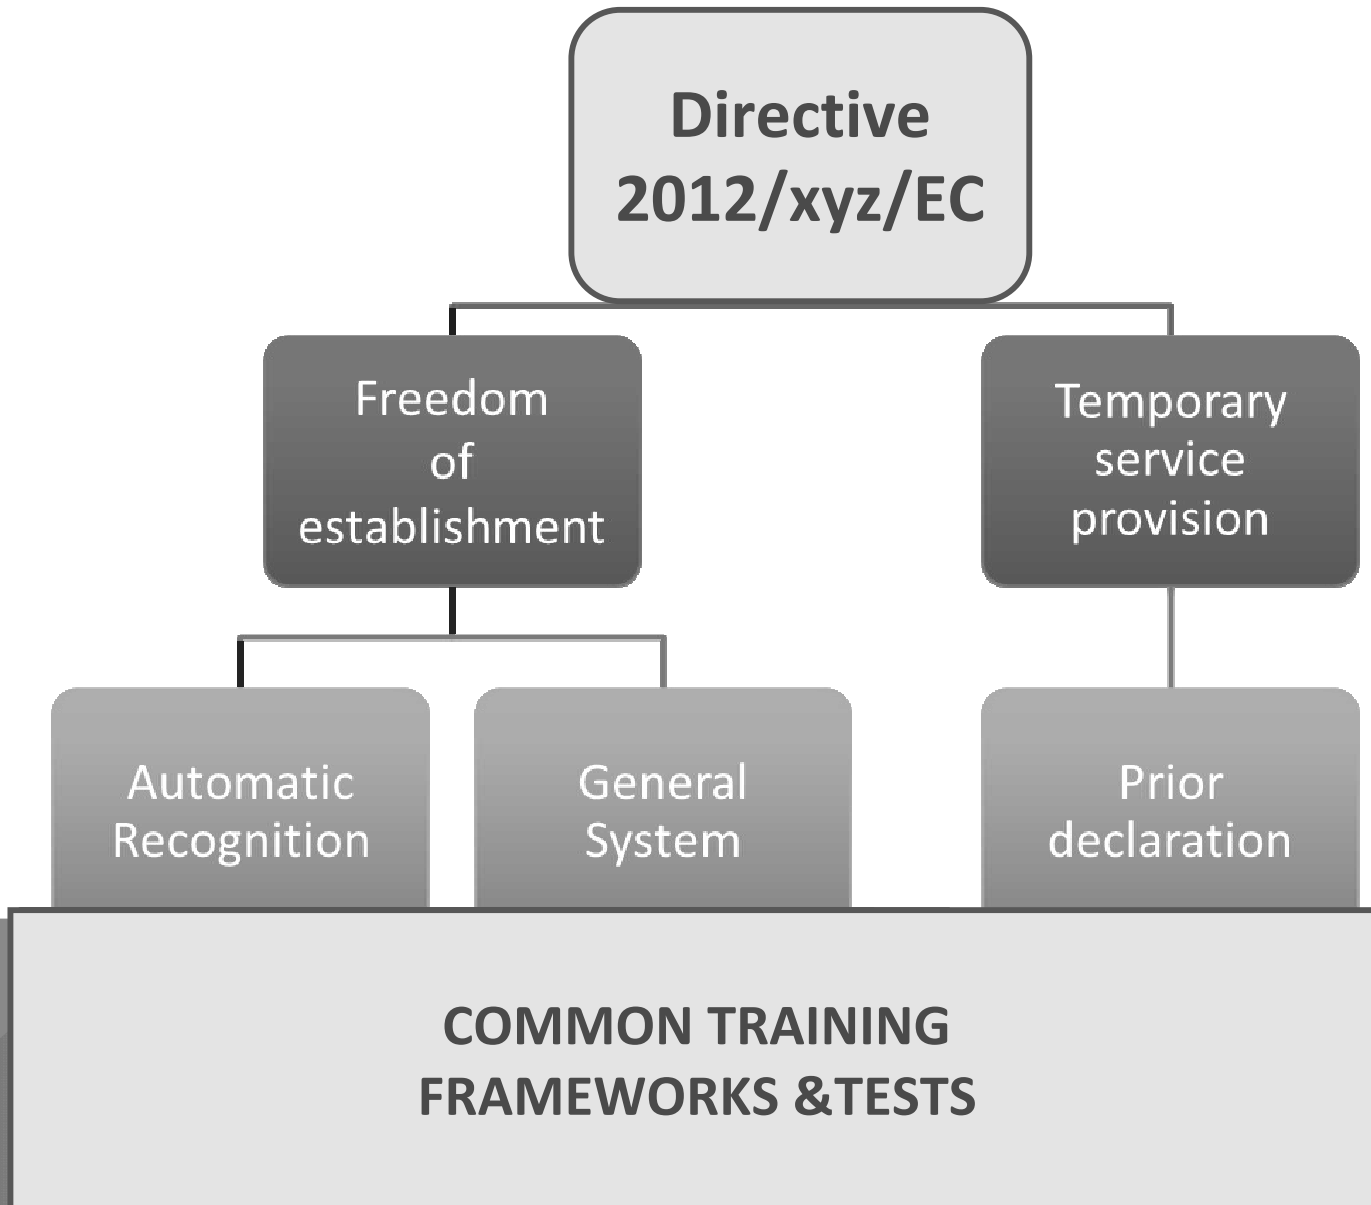 Directive
2012/xyz/EC
Freedom
of
establishment
Temporary
service
provision
Automatic
Recognition
General
System
Prior
declaration
COMMON TRAINING
FRAMEWORKS &TESTS